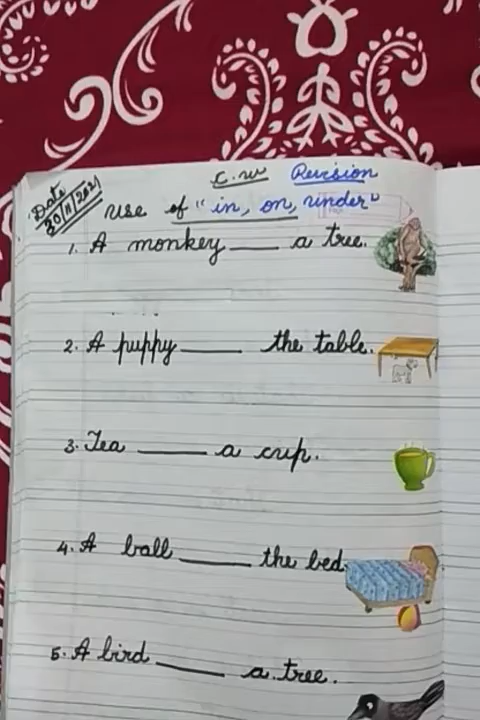 C.W Revision
Date
30/11/2021
use of "in, on, under"
1. A monkey ____ a tree.
2. A puppy ____ the table.
3. Tea ____ a cup.
4. A ball ____ the bed.
5. A bird ____ a tree.